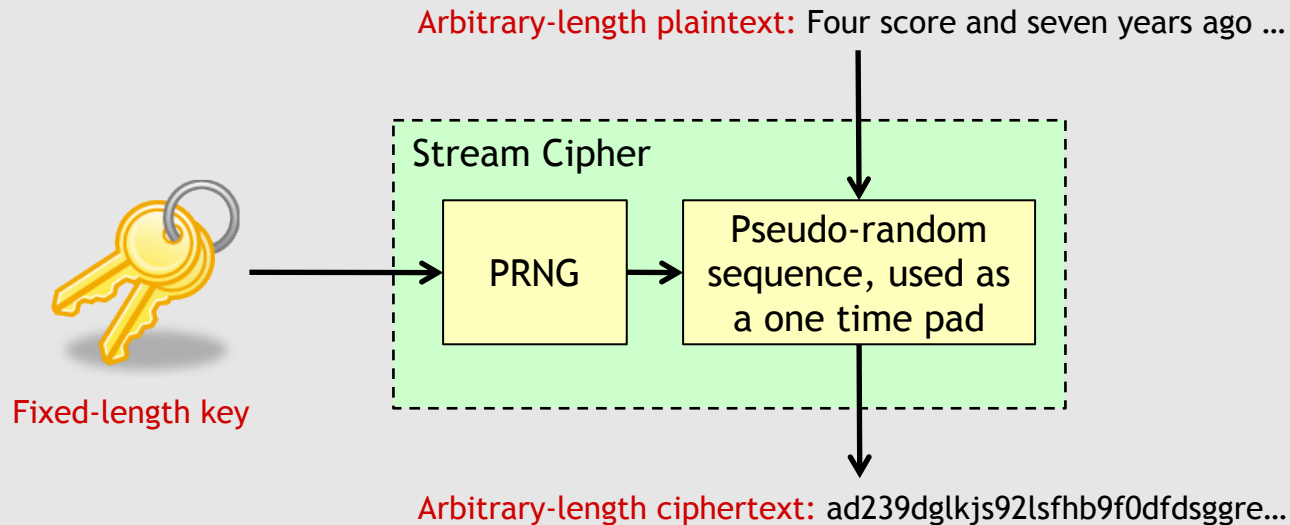 Arbitrary-length plaintext: Four score and seven years ago …
Stream Cipher
PRNG
Pseudo-random
sequence, used as
a one time pad
Fixed-length key
Arbitrary-length ciphertext: ad239dglkjs92lsfhb9f0dfdsggre…